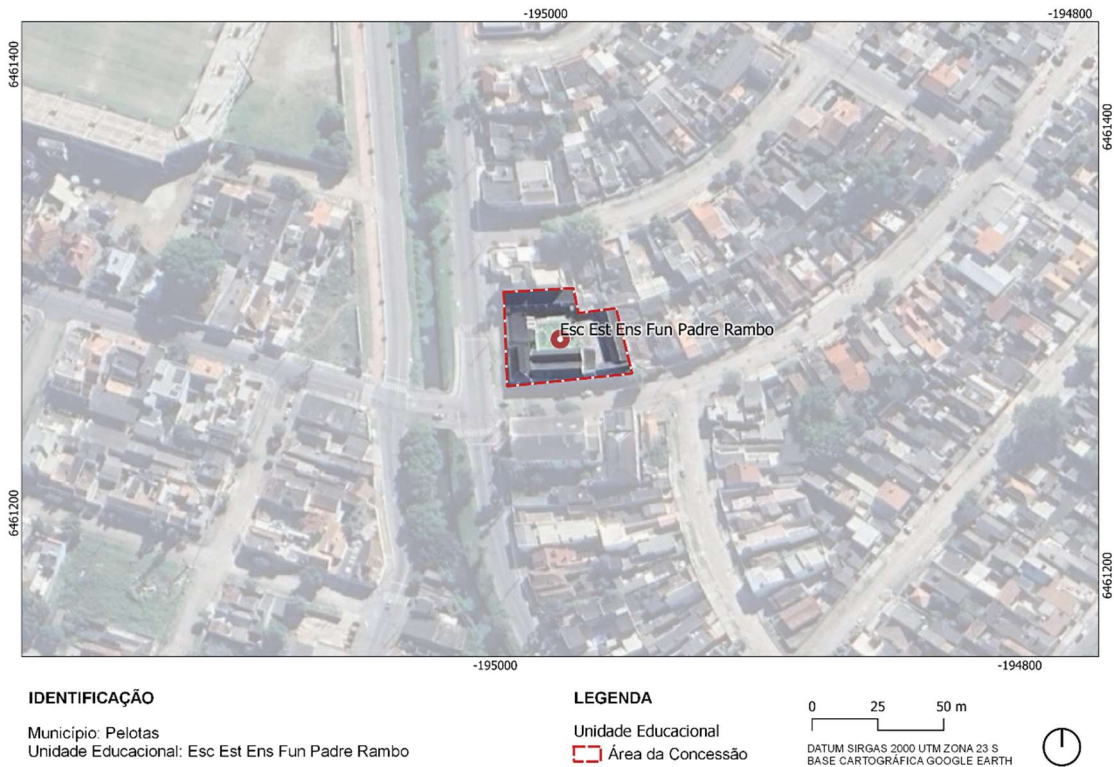 -195000
-194800
6461400
6461400
Esc Est Ens Fun Padre Rambo
6461200
6461200
-195000
-194800
IDENTIFICAÇÃO
Município: Pelotas
Unidade Educacional: Esc Est Ens Fun Padre Rambo
LEGENDA
Unidade Educacional
Área da Concessão
0 25 50 m
DATUM SIRGAS 2000 UTM ZONA 23 S
BASE CARTOGRÁFICA GOOGLE EARTH